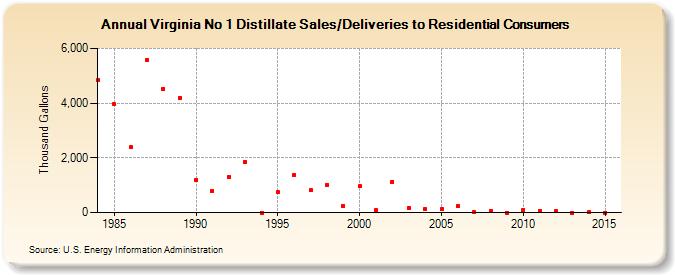 Annual Virginia No 1 Distillate Sales/Deliveries to Residential Consumers
Thousand Gallons
6,000
4,000
2,000
0
1985 1990 1995 2000 2005 2010 2015
Source: U.S. Energy Information Administration